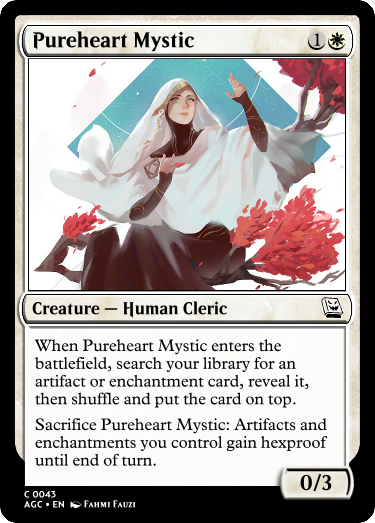 Pureheart Mystic 1
Creature — Human Cleric
When Pureheart Mystic enters the
battlefield, search your library for an
artifact or enchantment card, reveal it,
then shuffle and put the card on top.
Sacrifice Pureheart Mystic: Artifacts and
enchantments you control gain hexproof
until end of turn.
0/3
C 0043
AGC • EN Fahmi Fauzi